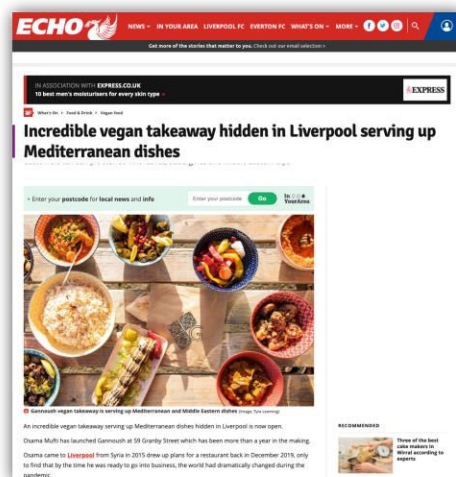 ECHO
NEWS IN YOUR AREA LIVERPOOL FC EVERTON FC WHAT'S ON MORE
Get more of the stories that matter to you. Check out our email selection >
IN ASSOCIATION WITH EXPRESS.CO.UK
10 best men's moisturisers for every skin type »
EXPRESS
What's On > Food & Drink > Vegan food
Incredible vegan takeaway hidden in Liverpool serving up
Mediterranean dishes
Enter your postcode for local news and info
Enter your postcode
Go
In
YourArea
Gannoush vegan takeaway is serving up Mediterranean and Middle Eastern dishes
An incredible vegan takeaway serving up Mediterranean dishes hidden in Liverpool is now open.
Osama Mufti has launched Gannoush at 59 Granby Street which has been more than a year in the making.
Osama came to Liverpool from Syria in 2015 drew up plans for a restaurant back in December 2019, only
to find that by the time he was ready to go into business, the world had dramatically changed during the
pandemic.
RECOMMENDED
Three of the best
cake makers in
Wirral according to
experts